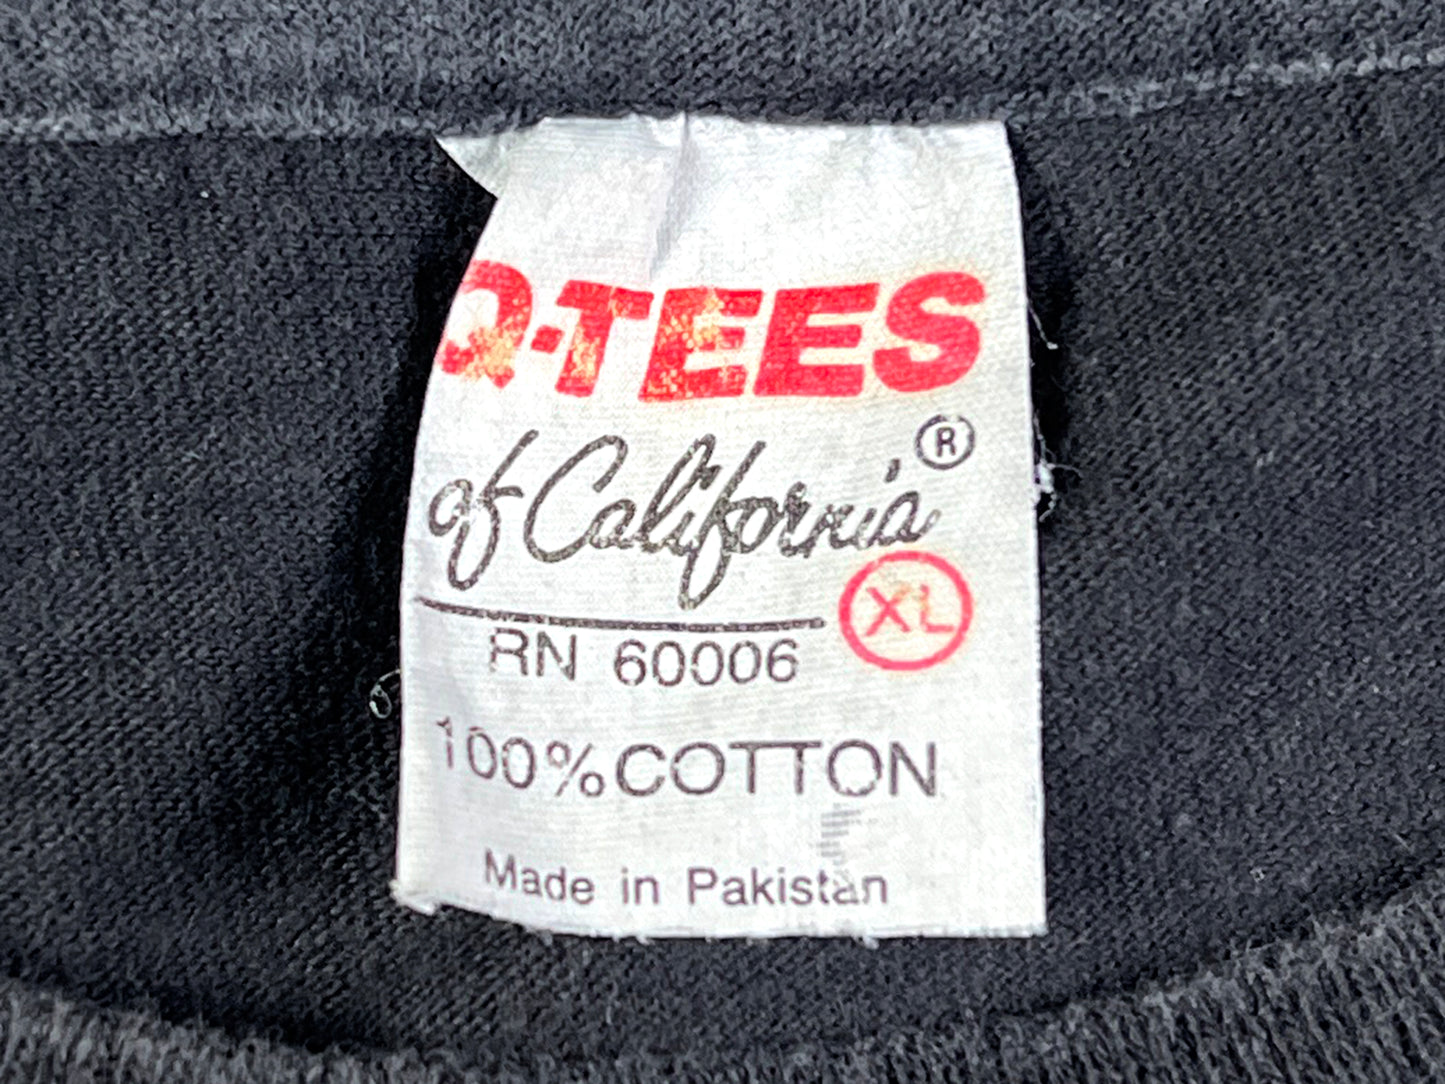 Q-TEES
of California ®
XL
RN 60006
100% COTTON
Made in Pakistan